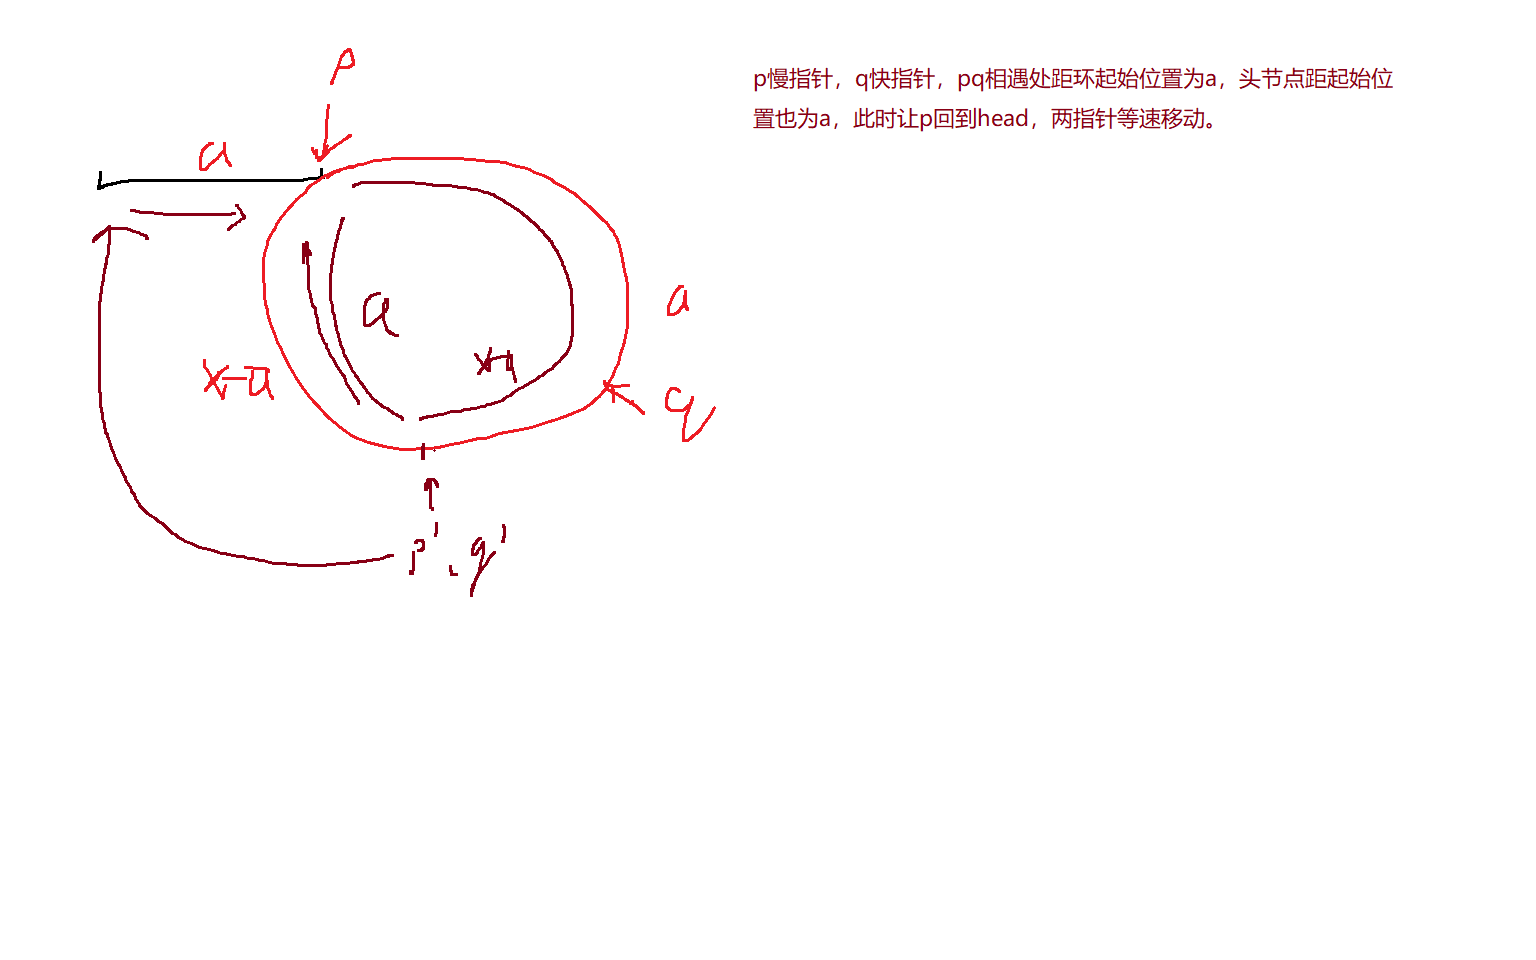 p
p慢指针，q快指针，pq相遇处距环起始位置为a，头节点距起始位
置也为a，此时让p回到head，两指针等速移动。
a
a
a
x-a
x-a
q
p'、q'